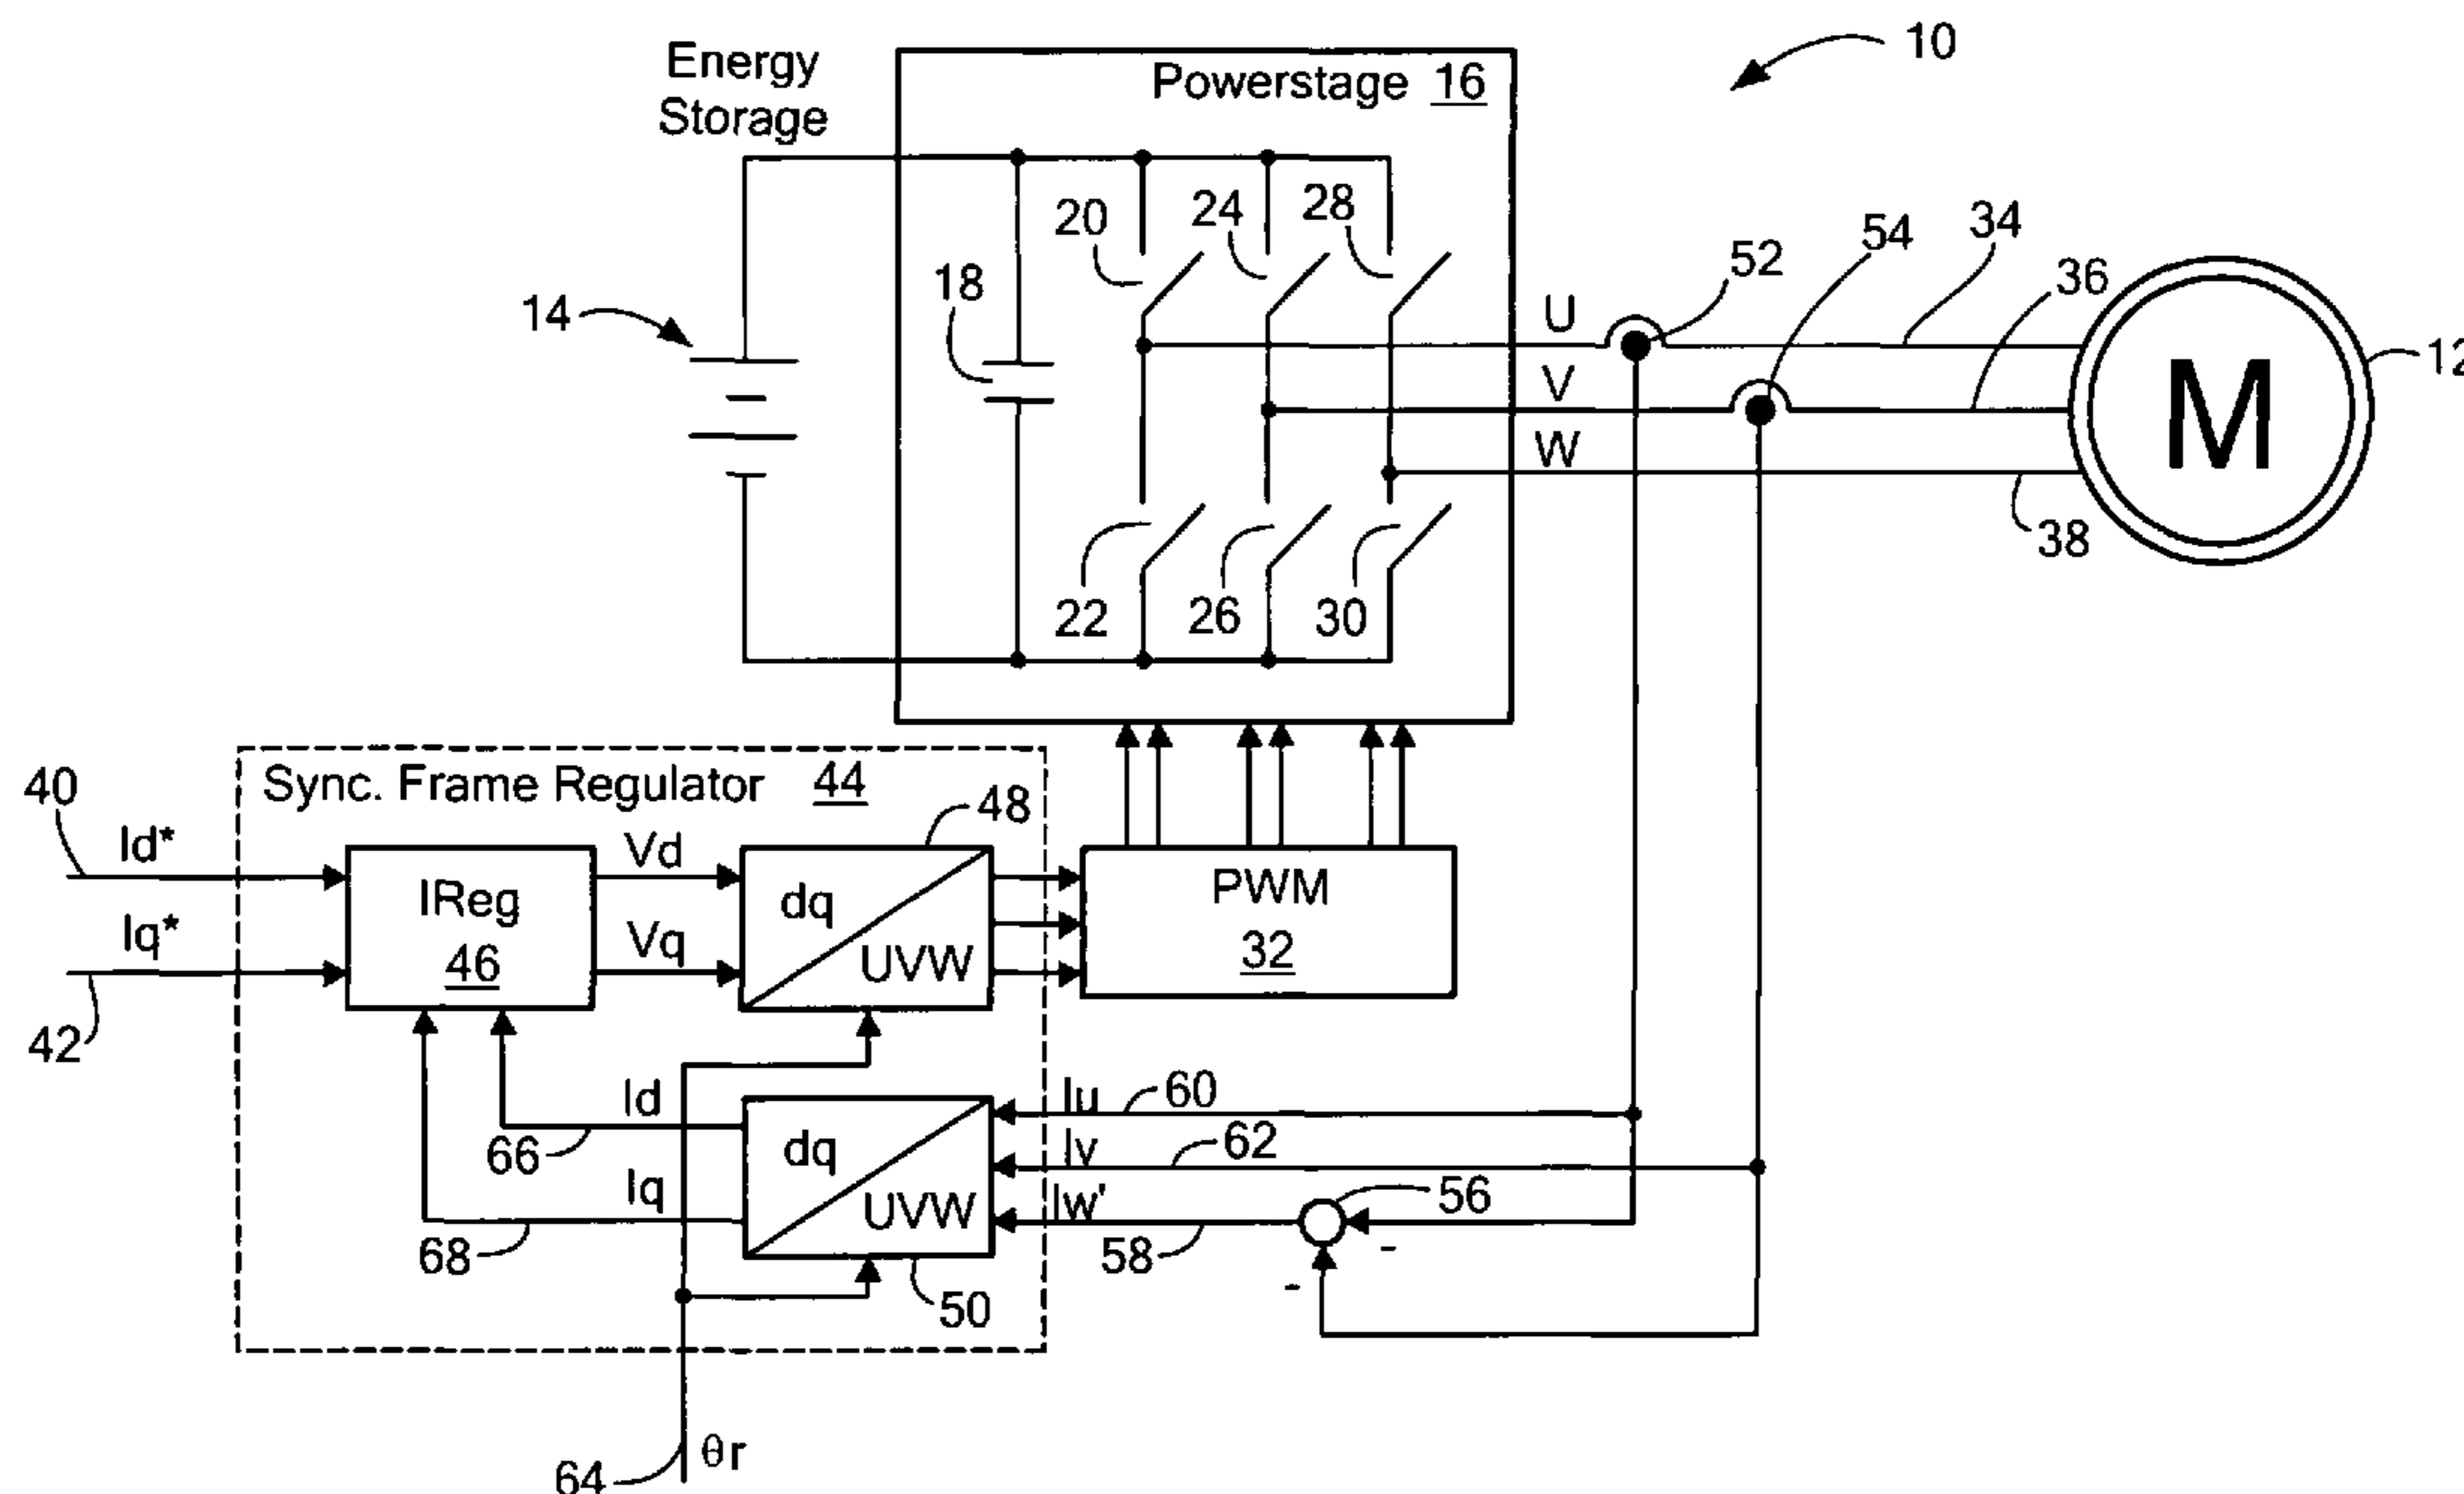 10
Energy
Storage
Powerstage 16
20
24
28
18
14
52
54
34
36
U
V
W
12
M
38
22
26
30
40
Sync. Frame Regulator 44
48
Id*
Vd
IReg
46
dq
UVW
PWM
32
Iq*
Vq
42
Id
66
Iq
68
dq
UVW
50
Iu
60
Iv
62
Iw'
58
56
-
-
64
θr